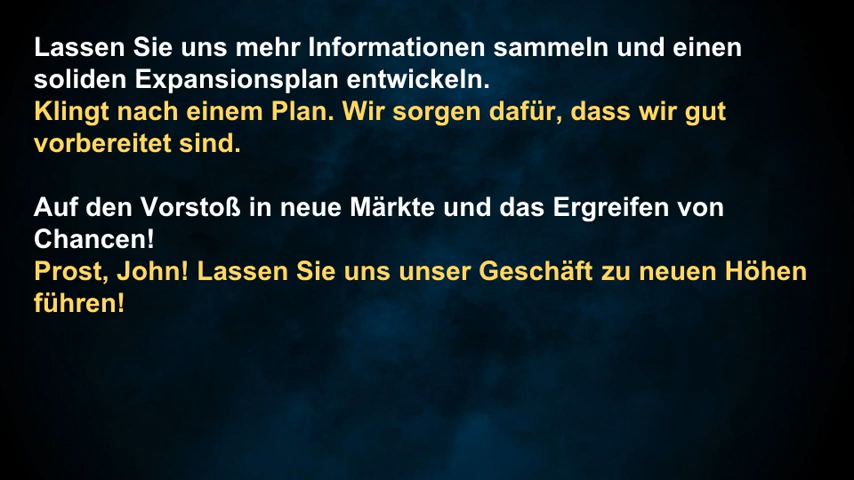 Lassen Sie uns mehr Informationen sammeln und einen
soliden Expansionsplan entwickeln.
Klingt nach einem Plan. Wir sorgen dafür, dass wir gut
vorbereitet sind.
Auf den Vorstoß in neue Märkte und das Ergreifen von
Chancen!
Prost, John! Lassen Sie uns unser Geschäft zu neuen Höhen
führen!